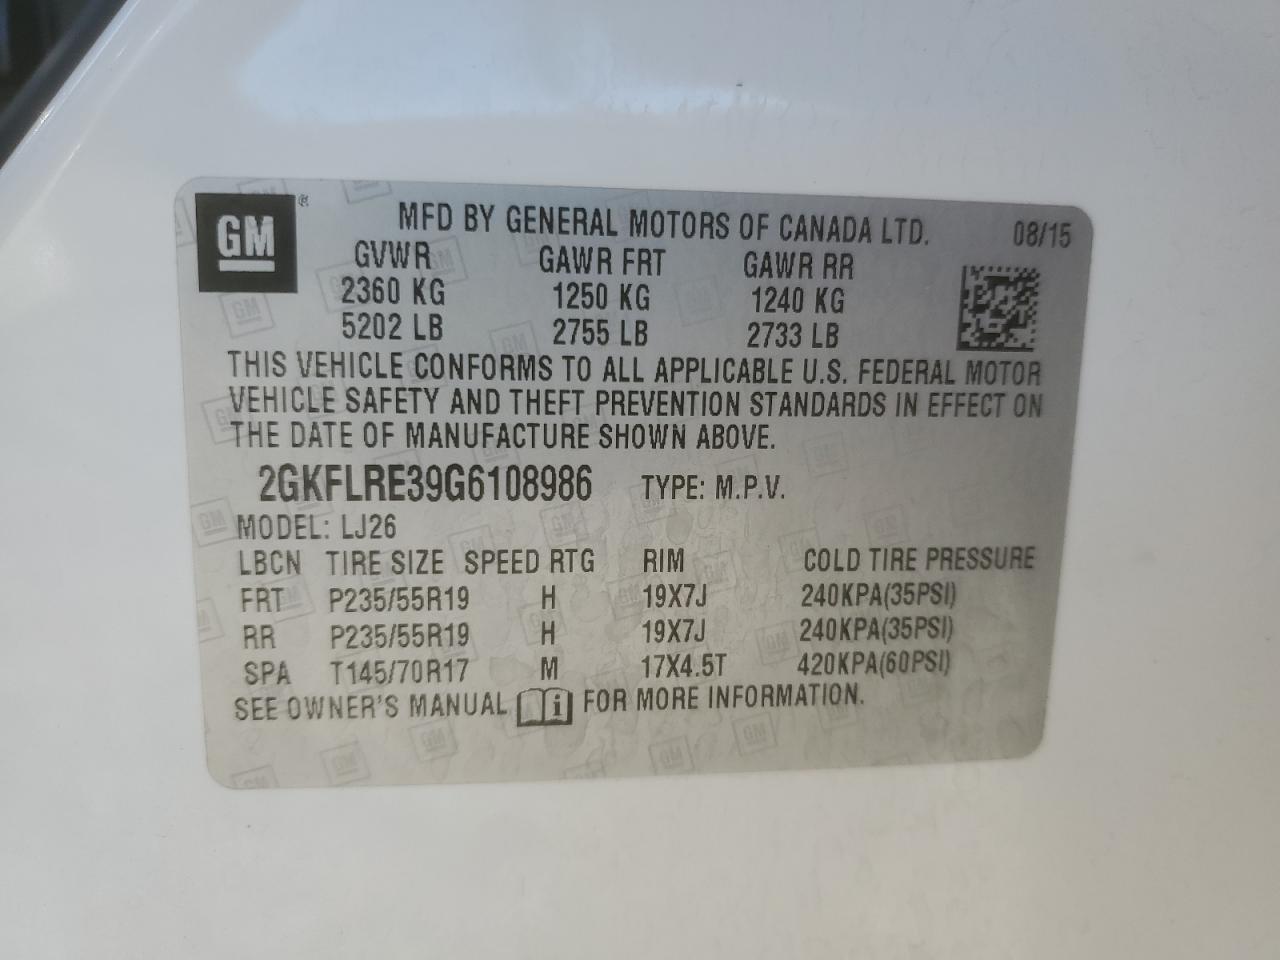 GM ®
MFD BY GENERAL MOTORS OF CANADA LTD. 08/15
GVWR GAWR FRT GAWR RR
2360 KG 1250 KG 1240 KG
5202 LB 2755 LB 2733 LB
THIS VEHICLE CONFORMS TO ALL APPLICABLE U.S. FEDERAL MOTOR
VEHICLE SAFETY AND THEFT PREVENTION STANDARDS IN EFFECT ON
THE DATE OF MANUFACTURE SHOWN ABOVE.
2GKFLRE39G6108986 TYPE: M.P.V.
MODEL: LJ26
LBCN TIRE SIZE SPEED RTG RIM COLD TIRE PRESSURE
FRT P235/55R19 H 19X7J 240KPA(35PSI)
RR P235/55R19 H 19X7J 240KPA(35PSI)
SPA T145/70R17 M 17X4.5T 420KPA(60PSI)
SEE OWNER'S MANUAL i FOR MORE INFORMATION.